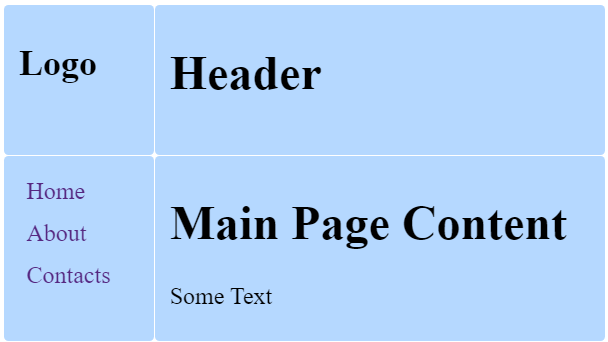 Logo
Header
Home
About
Contacts
Main Page Content
Some Text